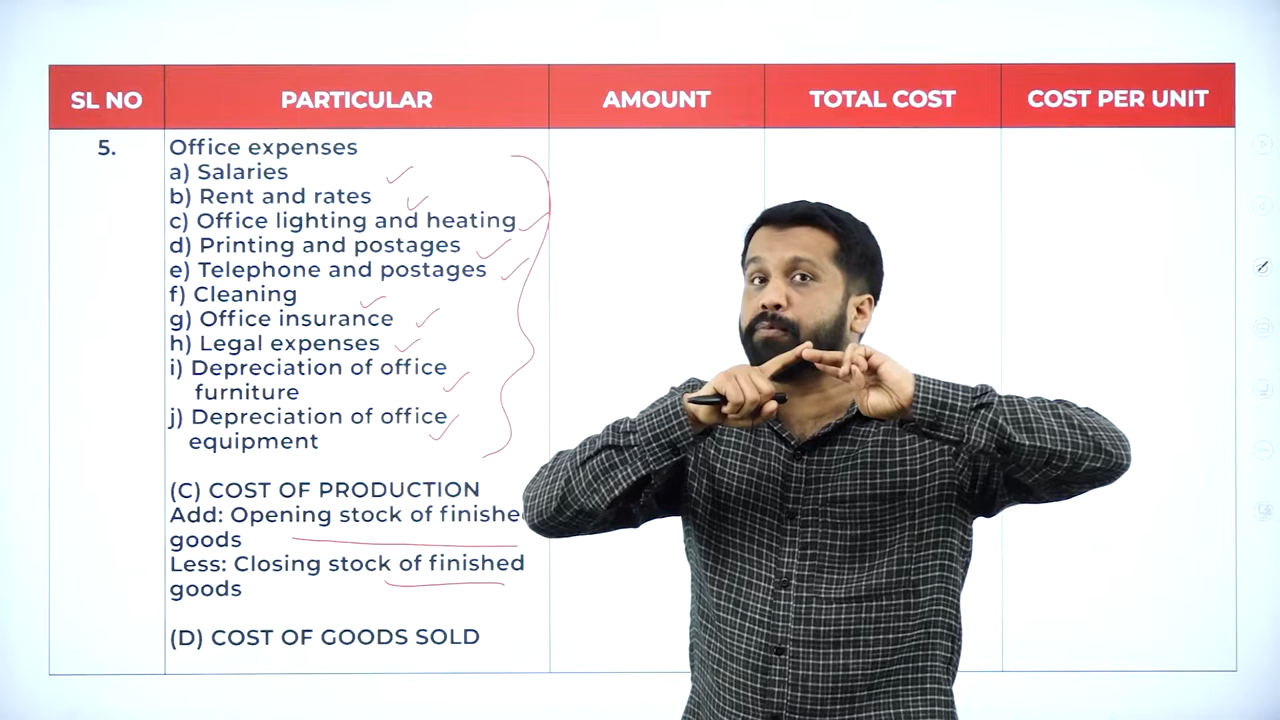 SL NO PARTICULAR AMOUNT TOTAL COST COST PER UNIT
5. Office expenses
a) Salaries
b) Rent and rates
c) Office lighting and heating
d) Printing and postages
e) Telephone and postages
f) Cleaning
g) Office insurance
h) Legal expenses
i) Depreciation of office
furniture
j) Depreciation of office
equipment
(C) COST OF PRODUCTION
Add: Opening stock of finishe
goods
Less: Closing stock of finished
goods
(D) COST OF GOODS SOLD